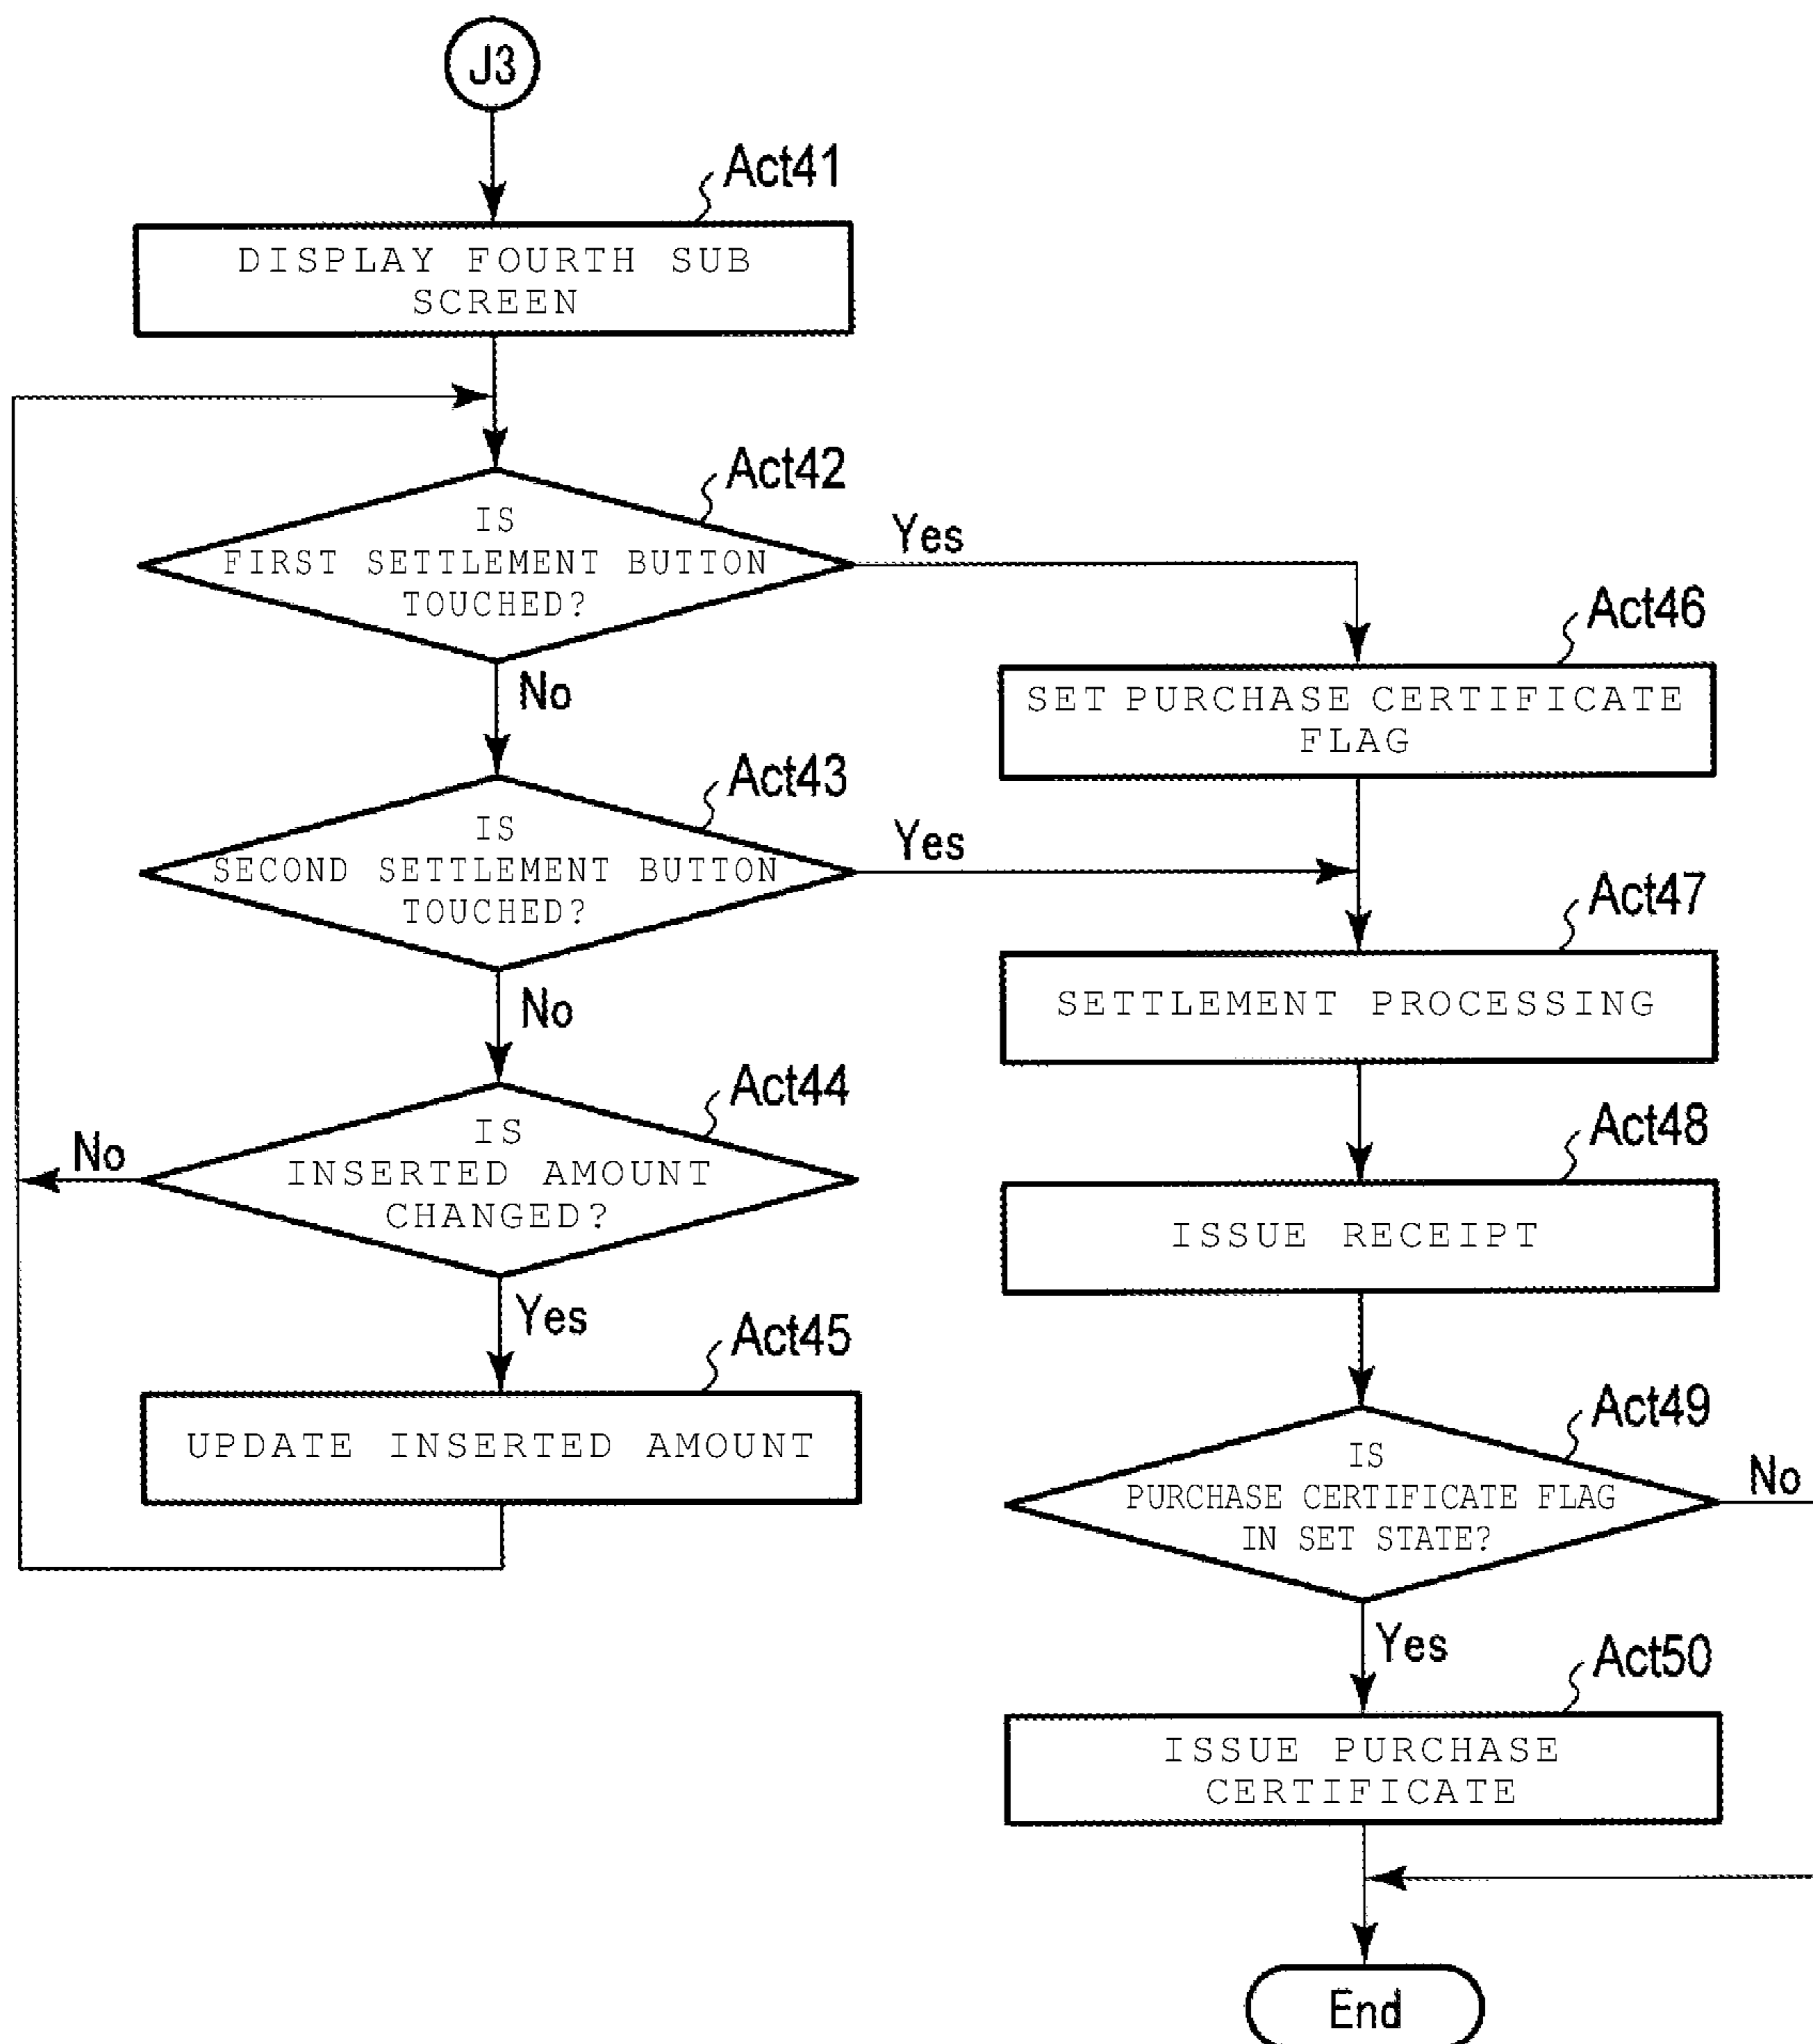 J3
Act41
DISPLAY FOURTH SUB
SCREEN
Act42
IS
FIRST SETTLEMENT BUTTON
TOUCHED?
Yes
No
Act43
IS
SECOND SETTLEMENT BUTTON
TOUCHED?
Yes
No
Act44
IS
INSERTED AMOUNT
CHANGED?
No
Yes
Act45
UPDATE INSERTED AMOUNT
Act46
SET PURCHASE CERTIFICATE
FLAG
Act47
SETTLEMENT PROCESSING
Act48
ISSUE RECEIPT
Act49
IS
PURCHASE CERTIFICATE FLAG
IN SET STATE?
No
Yes
Act50
ISSUE PURCHASE
CERTIFICATE
End